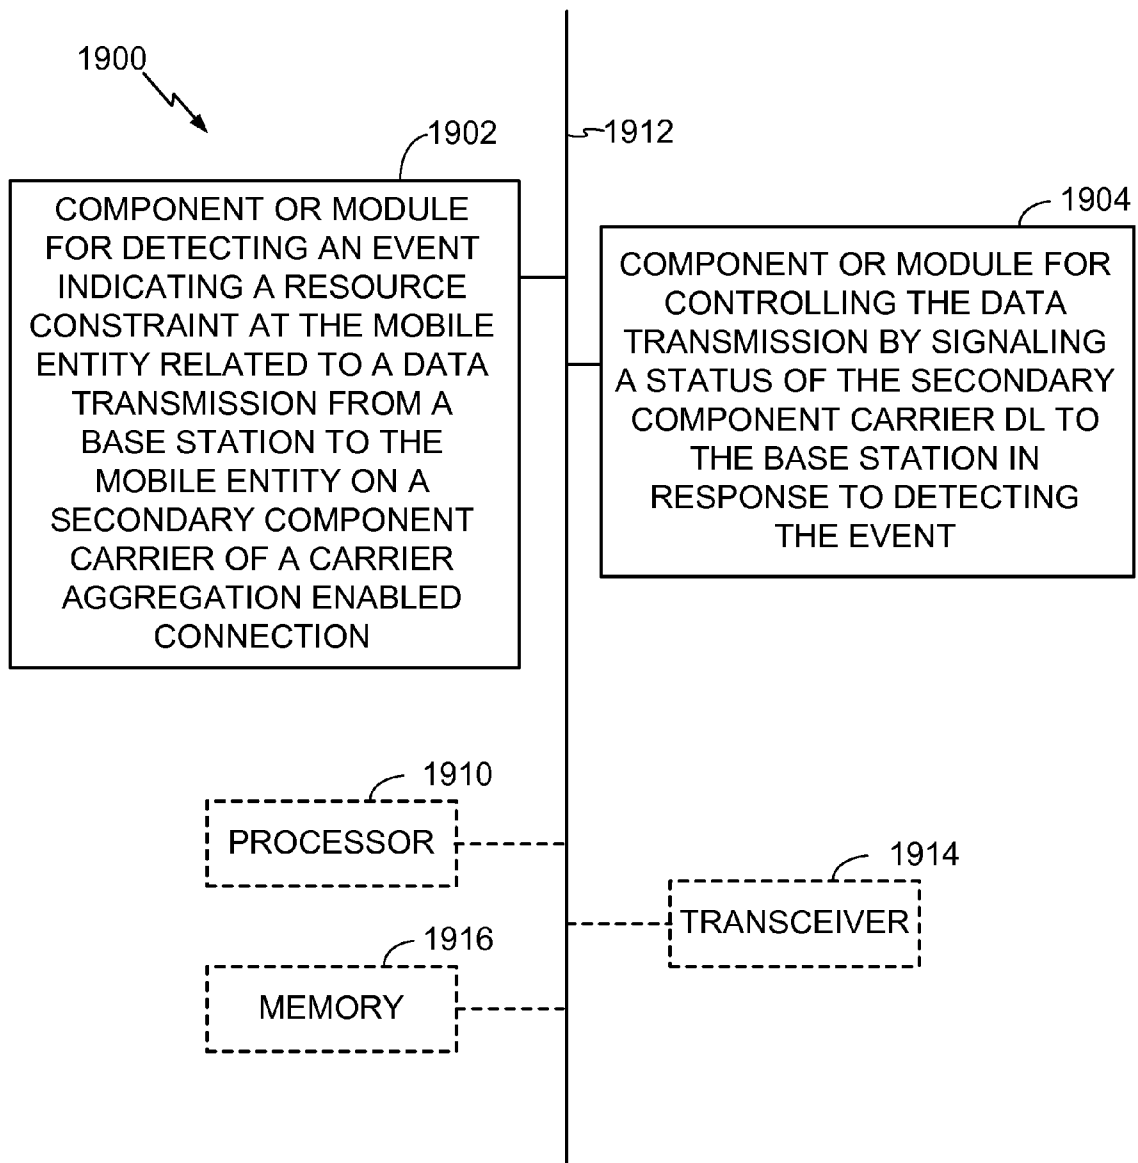 1900
1902
1912
1904
COMPONENT OR MODULE
FOR DETECTING AN EVENT
INDICATING A RESOURCE
CONSTRAINT AT THE MOBILE
ENTITY RELATED TO A DATA
TRANSMISSION FROM A
BASE STATION TO THE
MOBILE ENTITY ON A
SECONDARY COMPONENT
CARRIER OF A CARRIER
AGGREGATION ENABLED
CONNECTION
COMPONENT OR MODULE FOR
CONTROLLING THE DATA
TRANSMISSION BY SIGNALING
A STATUS OF THE SECONDARY
COMPONENT CARRIER DL TO
THE BASE STATION IN
RESPONSE TO DETECTING
THE EVENT
1910
PROCESSOR
1914
TRANSCEIVER
1916
MEMORY